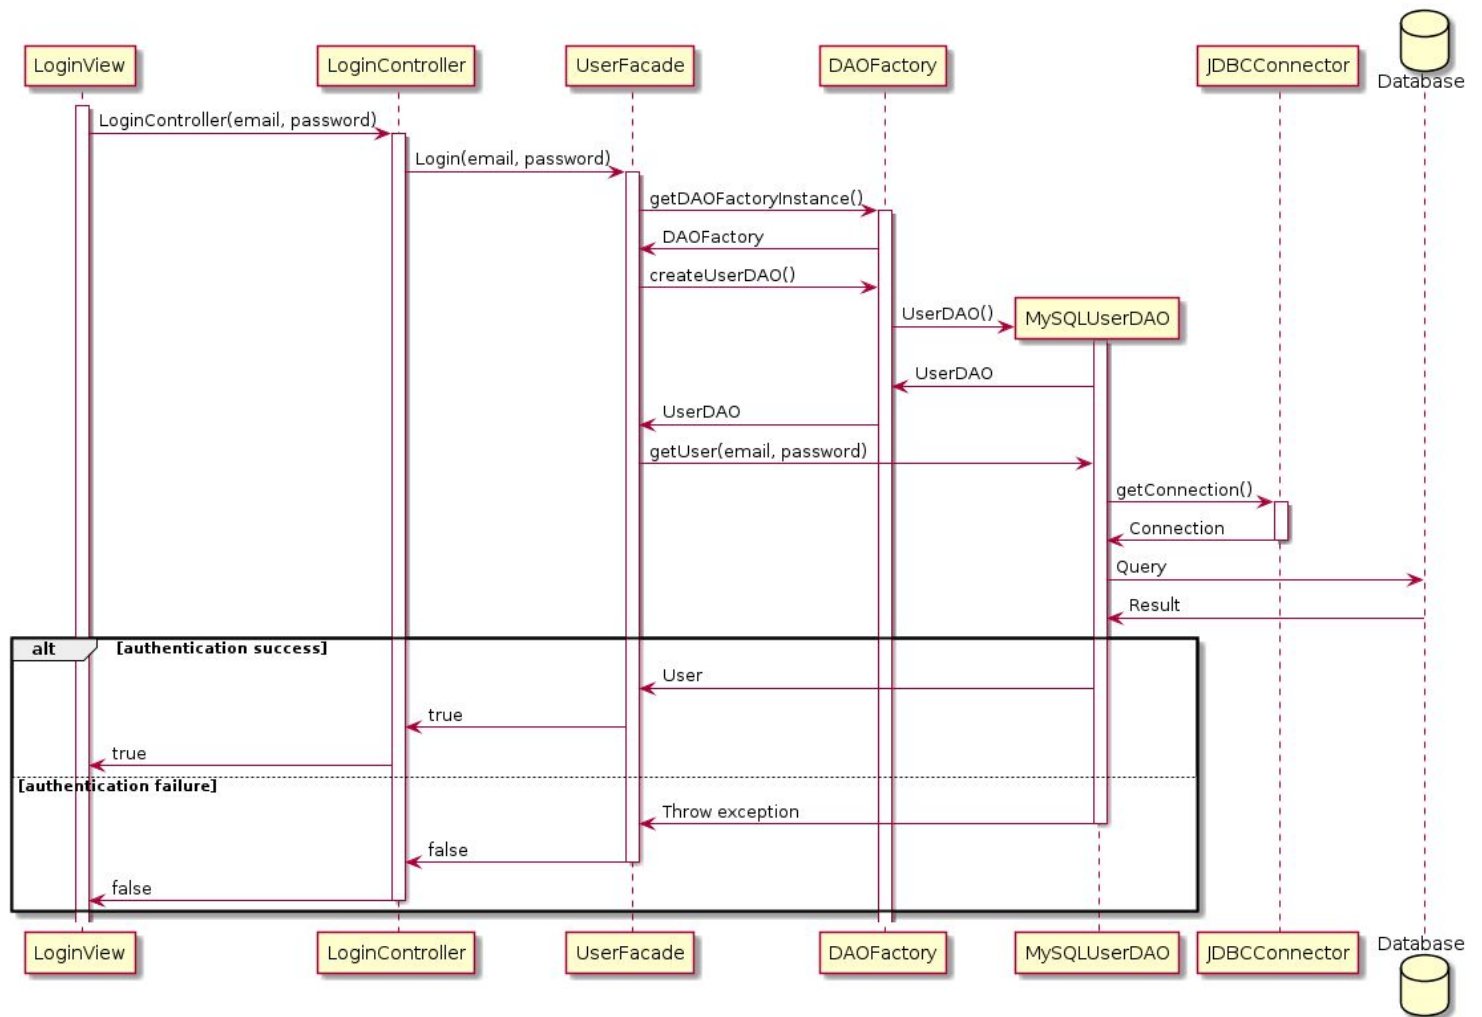 LoginView
LoginController
UserFacade
DAOFactory
JDBCConnector
Database
LoginController(email, password)
Login(email, password)
getDAOFactoryInstance()
DAOFactory
createUserDAO()
UserDAO()
MySQLUserDAO
UserDAO
UserDAO
getUser(email, password)
getConnection()
Connection
Query
Result
alt [authentication success]
User
true
true
[authentication failure]
Throw exception
false
false
LoginView
LoginController
UserFacade
DAOFactory
MySQLUserDAO
JDBCConnector
Database